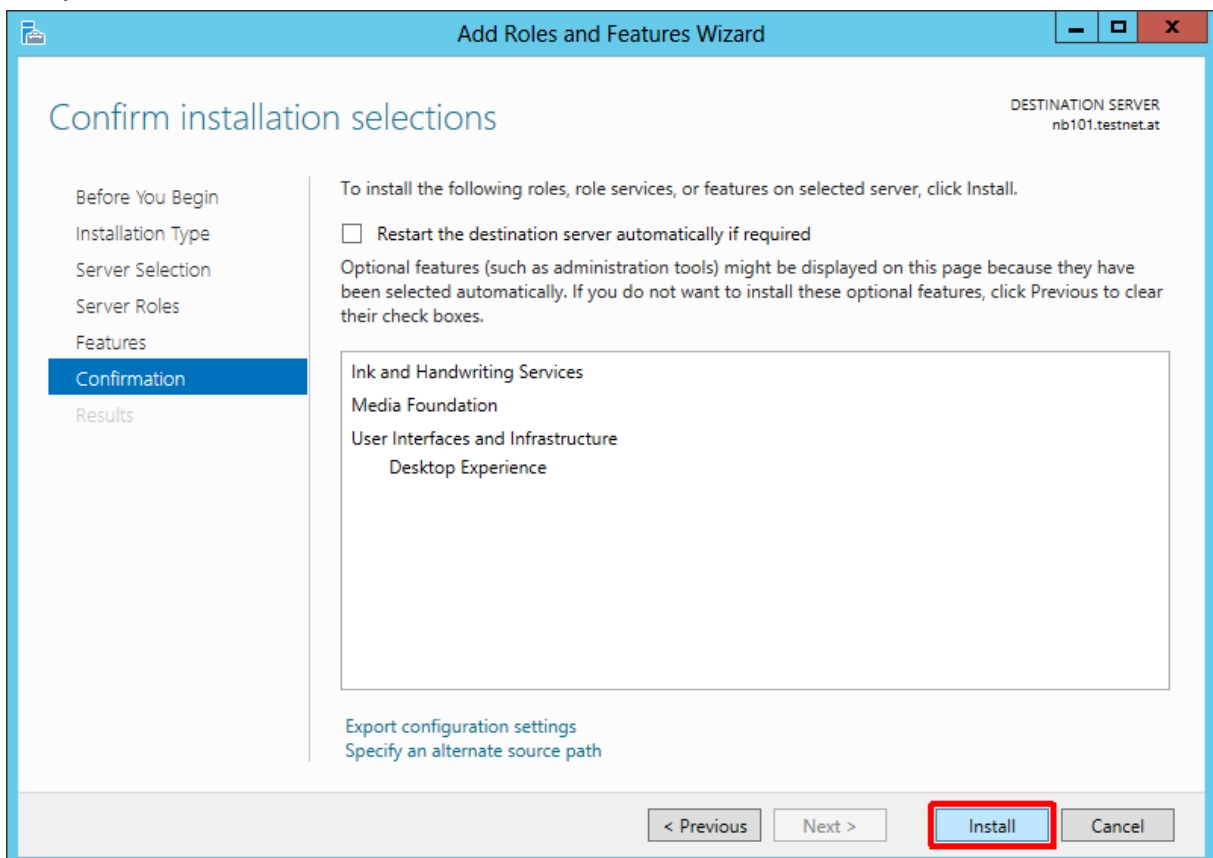 Add Roles and Features Wizard
Confirm installation selections
DESTINATION SERVER
nb101.testnet.at
Before You Begin
Installation Type
Server Selection
Server Roles
Features
Confirmation
Results
To install the following roles, role services, or features on selected server, click Install.
Restart the destination server automatically if required
Optional features (such as administration tools) might be displayed on this page because they have
been selected automatically. If you do not want to install these optional features, click Previous to clear
their check boxes.
Ink and Handwriting Services
Media Foundation
User Interfaces and Infrastructure
Desktop Experience
Export configuration settings
Specify an alternate source path
< Previous
Next >
Install
Cancel